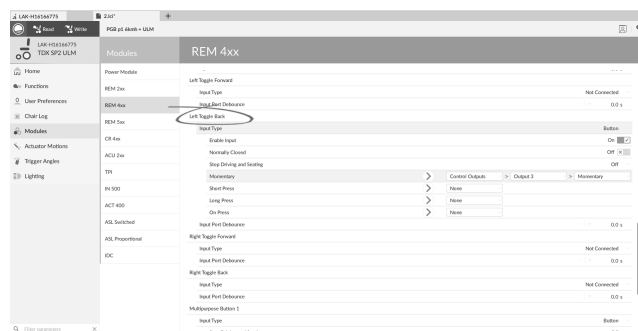 LAK-H16166775
2.lci*
+
Read
Write
PGB p5 6kmh + ULM
LAK-H16166775
TDX SP2 ULM
Modules
REM 4xx
Home
Functions
User Preferences
Chair Log
Modules
Actuator Motions
Trigger Angles
Lighting
Filter parameters
Power Module
REM 2xx
REM 4xx
REM 5xx
CR 4xx
ACU 2xx
TPI
IN 500
ACT 400
ASL Switched
ASL Proportional
IDC
Left Toggle Forward
Input Type Not Connected
Input Port Debounce 0.0 s
Left Toggle Back
Input Type Button
Enable Input On
Normally Closed Off
Stop Driving and Seating Off
Momentary > Control Outputs > Output 3 > Momentary
Short Press > None
Long Press > None
On Press > None
Input Port Debounce 0.0 s
Right Toggle Forward
Input Type Not Connected
Input Port Debounce 0.0 s
Right Toggle Back
Input Type Not Connected
Input Port Debounce 0.0 s
Multipurpose Button 1
Input Type Button